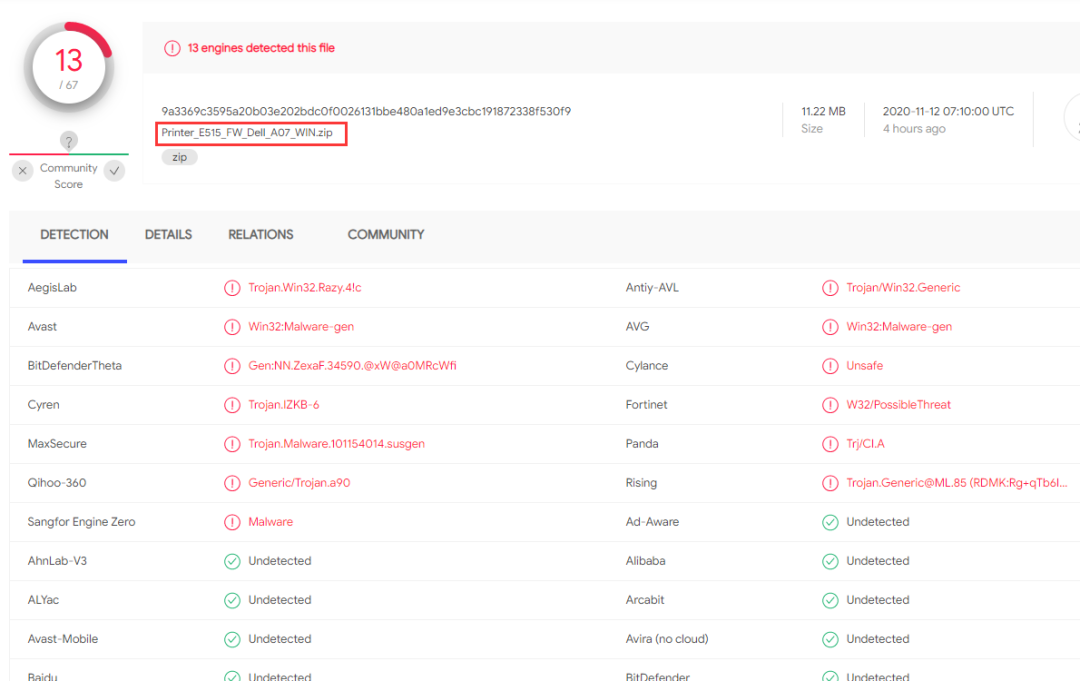 13
/ 67
?
Community
Score
13 engines detected this file
9a3369c3595a20b03e202bdc0f0026131bbe480a1ed9e3cbc191872338f530f9
Printer_E515_FW_Dell_A07_WIN.zip
zip
11.22 MB
Size
2020-11-12 07:10:00 UTC
4 hours ago
DETECTION DETAILS RELATIONS COMMUNITY
AegisLab Trojan.Win32.Razy.4!c Antiy-AVL Trojan/Win32.Generic
Avast Win32:Malware-gen AVG Win32:Malware-gen
BitDefenderTheta Gen:NN.ZexaF.34590.@xW@a0MRcWfi Cylance Unsafe
Cyren Trojan.IZKB-6 Fortinet W32/PossibleThreat
MaxSecure Trojan.Malware.101154014.susgen Panda Trj/CI.A
Qihoo-360 Generic/Trojan.a90 Rising Trojan.Generic@ML.85 (RDMK:Rg+qTb6I...
Sangfor Engine Zero Malware Ad-Aware Undetected
AhnLab-V3 Undetected Alibaba Undetected
ALYac Undetected Arcabit Undetected
Avast-Mobile Undetected Avira (no cloud) Undetected
Baidu Undetected BitDefender Undetected